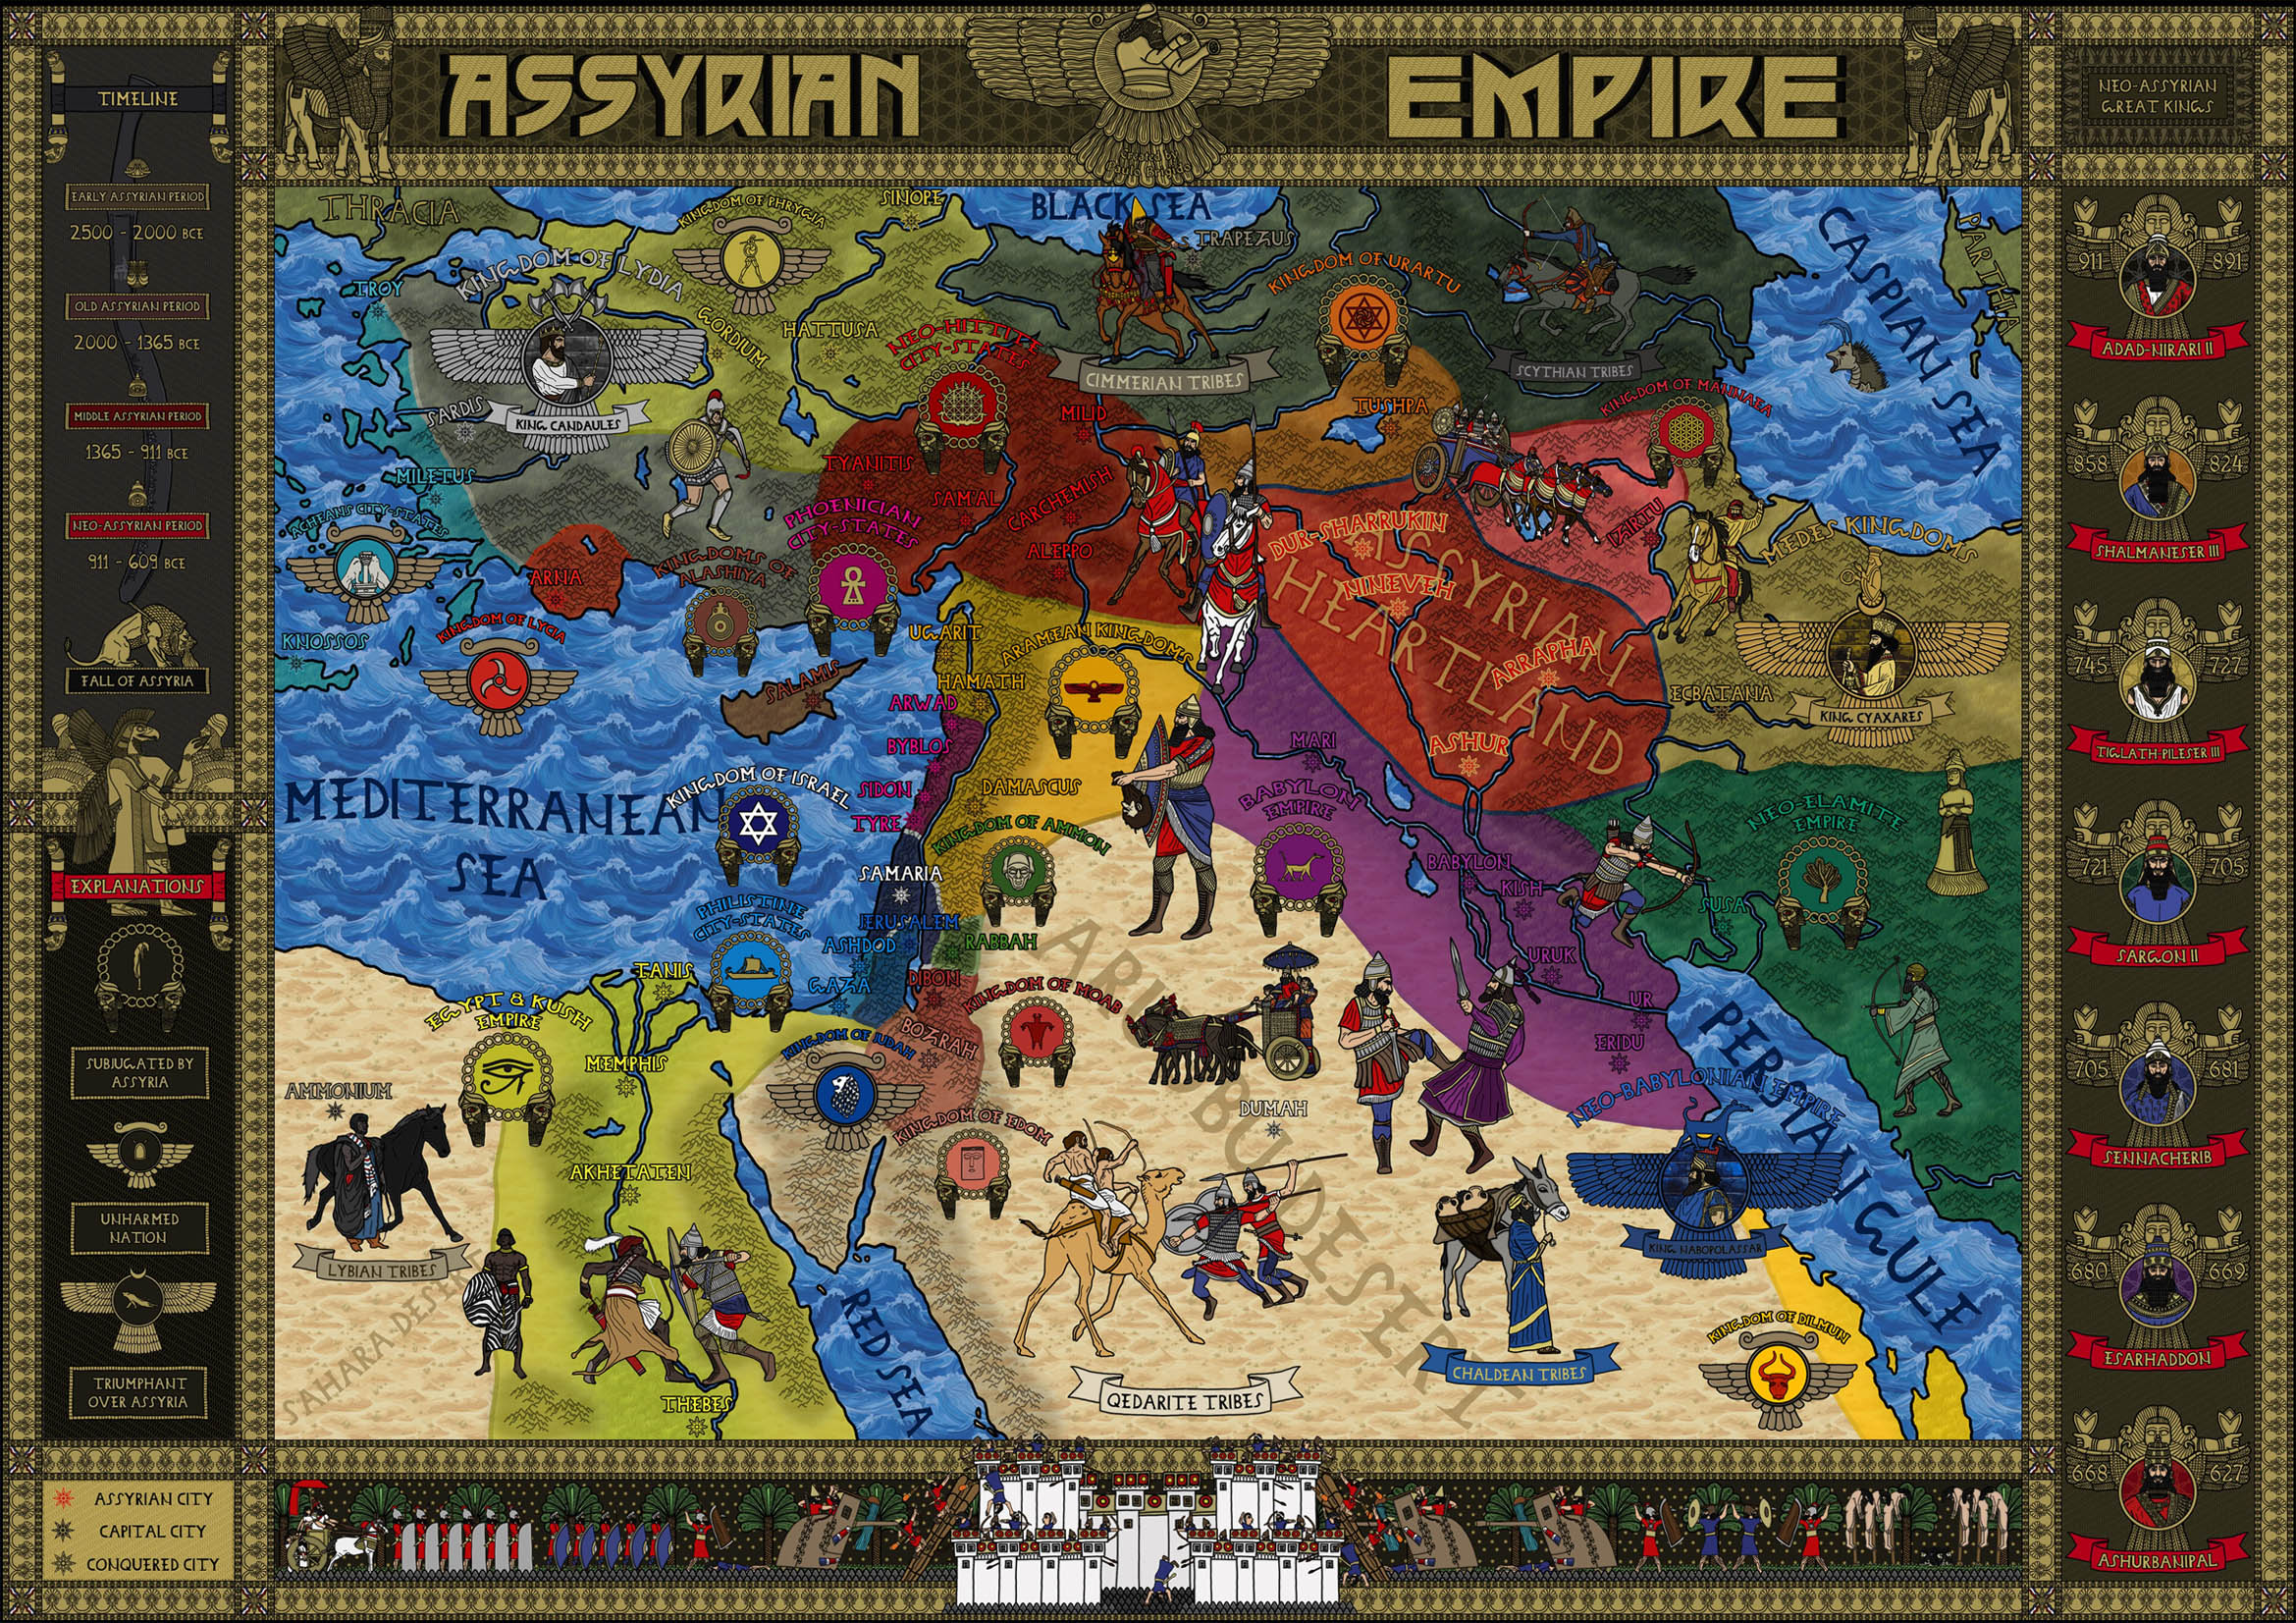 ASSYRIAN EMPIRE
Created by
Paulo Brigido
TIMELINE
EARLY ASSYRIAN PERIOD
2500 - 2000 BCE
OLD ASSYRIAN PERIOD
2000 - 1365 BCE
MIDDLE ASSYRIAN PERIOD
1365 - 911 BCE
NEO-ASSYRIAN PERIOD
911 - 609 BCE
FALL OF ASSYRIA
EXPLANATIONS
SUBJUGATED BY
ASSYRIA
UNHARMED
NATION
TRIUMPHANT
OVER ASSYRIA
ASSYRIAN CITY
CAPITAL CITY
CONQUERED CITY
THRACIA
KINGDOM OF PHRYGIA
SINOPE
BLACK SEA
TRAPEZUS
CASPIAN SEA
PARTHIA
TROY
KINGDOM OF LYDIA
GORDIUM
HATTUSA
NEO-HITTITE
CITY-STATES
CIMMERIAN TRIBES
KINGDOM OF URARTU
SCYTHIAN TRIBES
KINGDOM OF MANNAEA
SARDIS
KING CANDAULES
MILID
TUSHPA
MILETUS
TYANITIS
SAM'AL
CARCHEMISH
PHOENICIAN
CITY-STATES
ACHEANS CITY-STATES
ALEPPO
DUR-SHARRUKIN
MEDES KINGDOMS
ARNA
KINGDOMS OF
ALASHIYA
NINEVEH
ASSYRIAN
HEARTLAND
KNOSSOS
KINGDOM OF LYCIA
UGARIT
ARAMEAN KINGDOMS
ARRAPHA
SALAMIS
HAMATH
ARWAD
ECBATANA
KING CYAXARES
BYBLOS
MARI
ASHUR
MEDITERRANEAN
SEA
KINGDOM OF ISRAEL
SIDON
DAMASCUS
TYRE
BABYLON
EMPIRE
NEO-ELAMITE
EMPIRE
KINGDOM OF AMMON
SAMARIA
BABYLON
KISH
SUSA
PHILISTINE
CITY-STATES
JERUSALEM
ASHDOD
RABBAH
URUK
TANIS
GAZA
DIBON
KINGDOM OF MOAB
UR
EGYPT & KUSH
EMPIRE
KINGDOM OF JUDAH
BOZRAH
ERIDU
PERSIAN GULF
MEMPHIS
AMMONIUM
DUMAH
NEO-BABYLONIAN EMPIRE
KINGDOM OF EDOM
ARUBU DESERT
AKHETATEN
KING NABOPOLASSAR
LYBIAN TRIBES
SAHARA DESERT
RED SEA
KINGDOM OF DILMUN
THEBES
QEDARITE TRIBES
CHALDEAN TRIBES
NEO-ASSYRIAN
GREAT KINGS
911 891
ADAD-NIRARI II
858 824
SHALMANESER III
745 727
TIGLATH-PILESER III
721 705
SARGON II
705 681
SENNACHERIB
680 669
ESARHADDON
668 627
ASHURBANIPAL